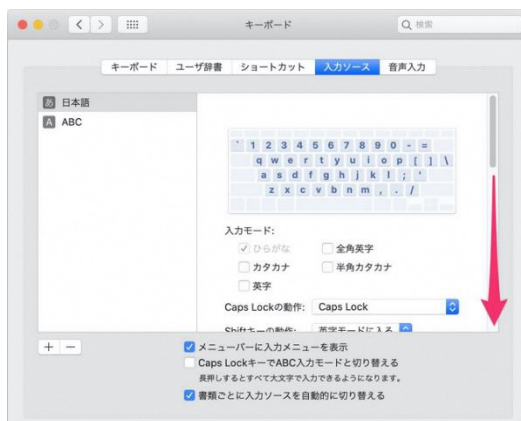 キーボード
検索
キーボード ユーザ辞書 ショートカット 入力ソース 音声入力
あ 日本語
A ABC
` 1 2 3 4 5 6 7 8 9 0 - =
q w e r t y u i o p [ ] \
a s d f g h j k l ; '
z x c v b n m , . /
入力モード:
ひらがな 全角英字
カタカナ 半角カタカナ
英字
Caps Lockの動作: Caps Lock
Shiftキーの動作: 英字モードに入る
+ −
メニューバーに入力メニューを表示
Caps LockキーでABC入力モードと切り替える
長押しするとすべて大文字で入力できるようになります。
書類ごとに入力ソースを自動的に切り替える